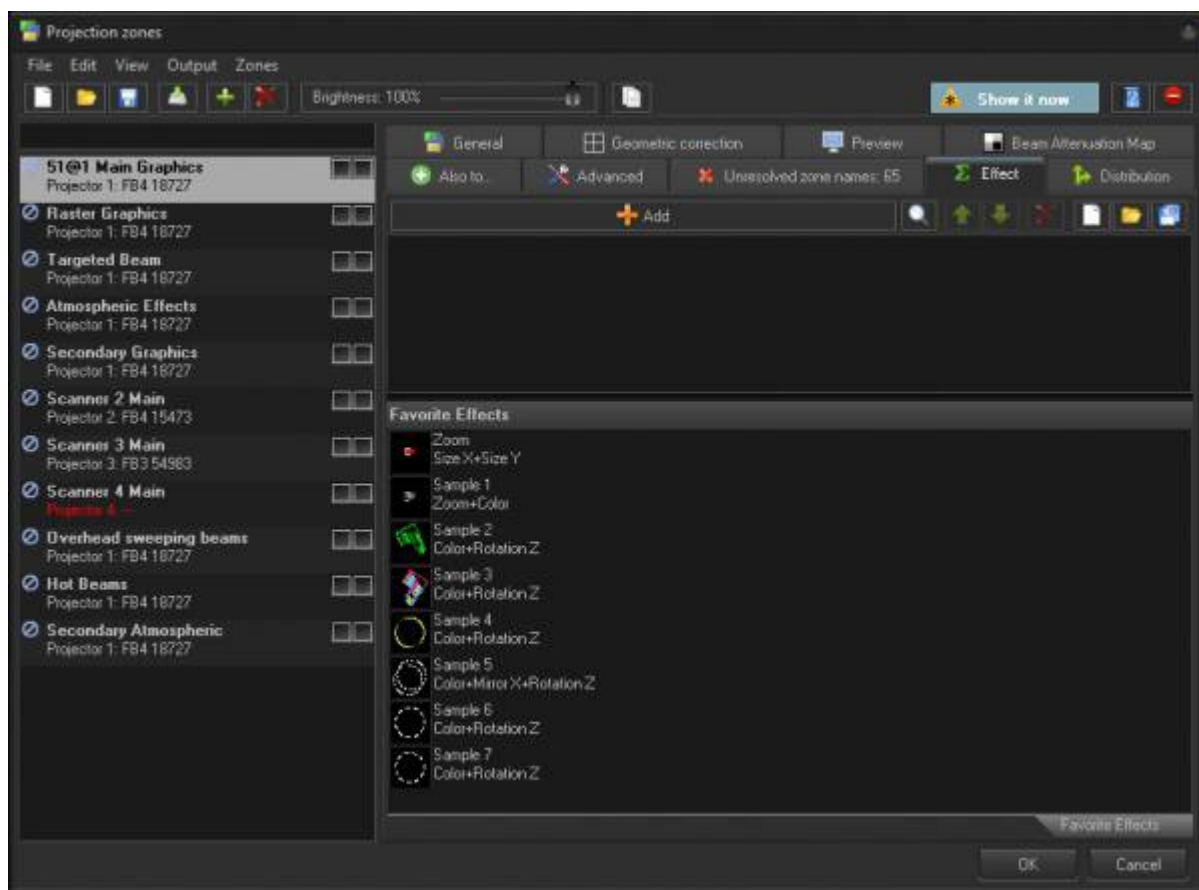 Projection zones
File Edit View Output Zones
Brightness: 100%
Show it now
51@1 Main Graphics
Projector 1: FB4 18727
Raster Graphics
Projector 1: FB4 18727
Targeted Beam
Projector 1: FB4 18727
Atmospheric Effects
Projector 1: FB4 18727
Secondary Graphics
Projector 1: FB4 18727
Scanner 2 Main
Projector 2: FB4 15473
Scanner 3 Main
Projector 3: FB3 54983
Scanner 4 Main
Projector 4: --
Overhead sweeping beams
Projector 1: FB4 18727
Hot Beams
Projector 1: FB4 18727
Secondary Atmospheric
Projector 1: FB4 18727
General Geometric correction Preview Beam Attenuation Map
Also to... Advanced Unresolved zone names: 65 Effect Distribution
Add
Favorite Effects
Zoom
Size X+Size Y
Sample 1
Zoom+Color
Sample 2
Color+Rotation Z
Sample 3
Color+Rotation Z
Sample 4
Color+Rotation Z
Sample 5
Color+Mirror X+Rotation Z
Sample 6
Color+Rotation Z
Sample 7
Color+Rotation Z
Favorite Effects
OK Cancel